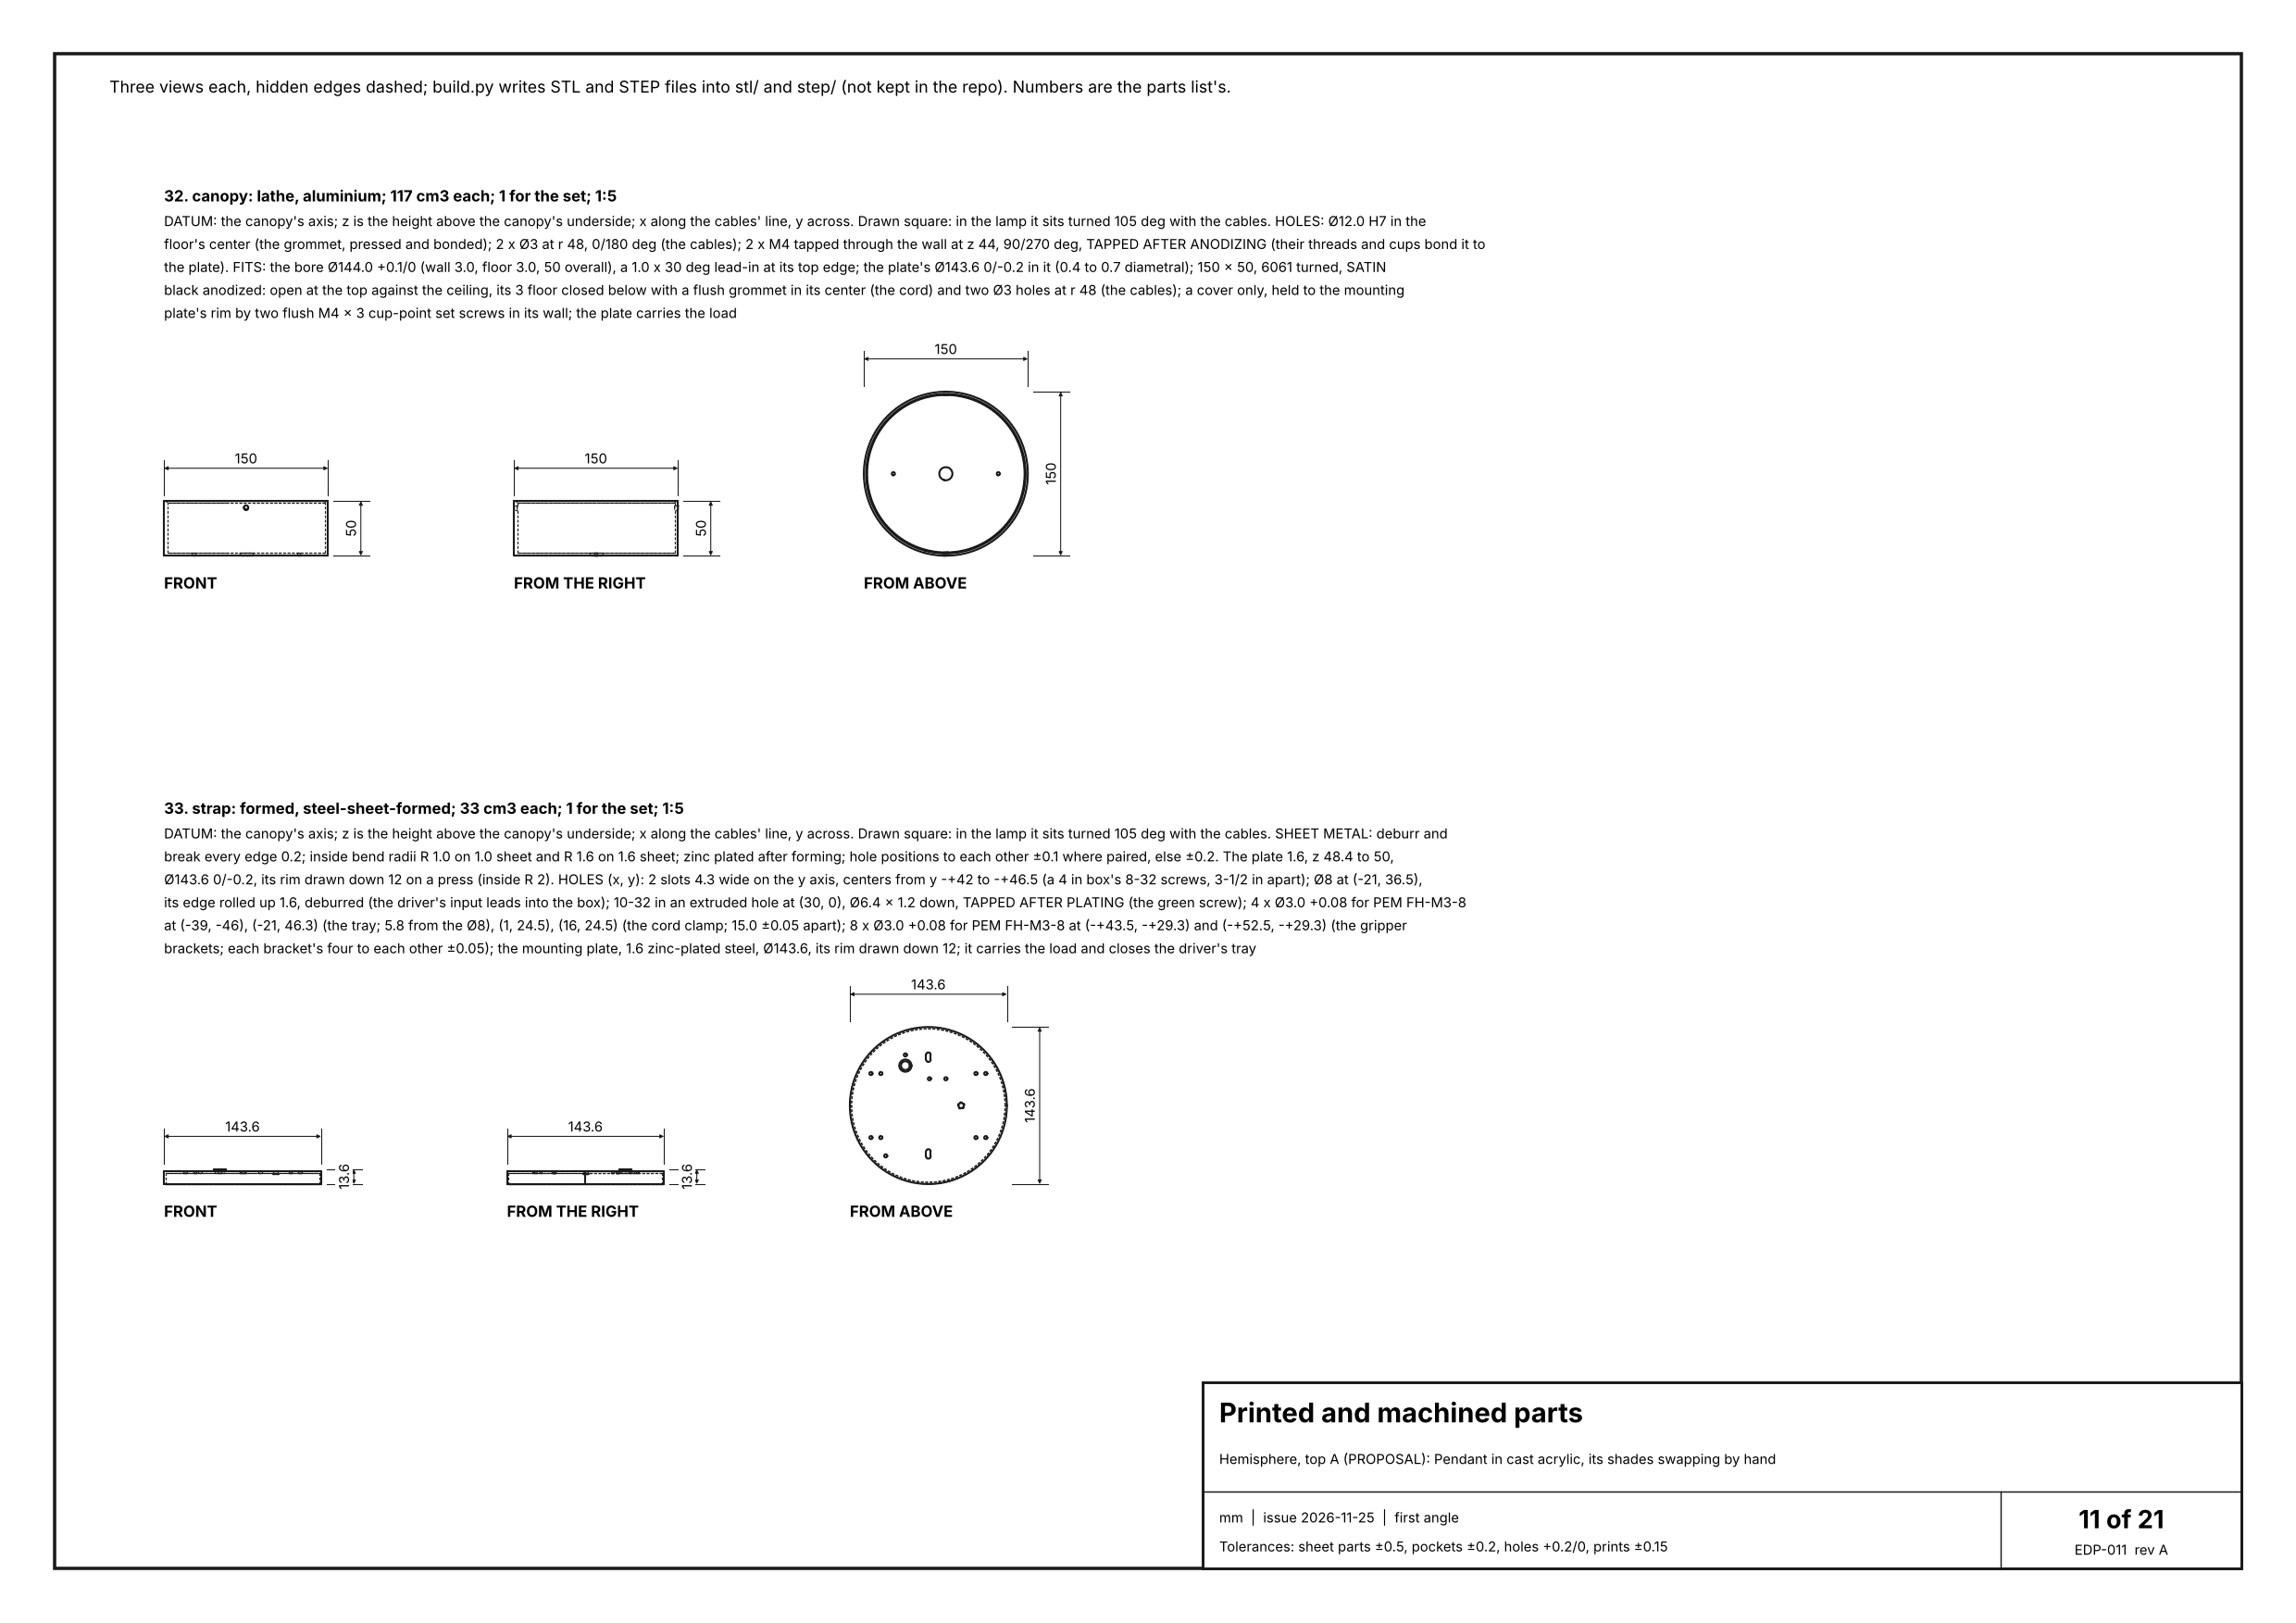 Three views each, hidden edges dashed; build.py writes STL and STEP files into stl/ and step/ (not kept in the repo). Numbers are the parts list's.
32. canopy: lathe, aluminium; 117 cm3 each; 1 for the set; 1:5
DATUM: the canopy's axis; z is the height above the canopy's underside; x along the cables' line, y across. Drawn square: in the lamp it sits turned 105 deg with the cables. HOLES: Ø12.0 H7 in the
floor's center (the grommet, pressed and bonded); 2 x Ø3 at r 48, 0/180 deg (the cables); 2 x M4 tapped through the wall at z 44, 90/270 deg, TAPPED AFTER ANODIZING (their threads and cups bond it to
the plate). FITS: the bore Ø144.0 +0.1/0 (wall 3.0, floor 3.0, 50 overall), a 1.0 x 30 deg lead-in at its top edge; the plate's Ø143.6 0/-0.2 in it (0.4 to 0.7 diametral); 150 × 50, 6061 turned, SATIN
black anodized: open at the top against the ceiling, its 3 floor closed below with a flush grommet in its center (the cord) and two Ø3 holes at r 48 (the cables); a cover only, held to the mounting
plate's rim by two flush M4 × 3 cup-point set screws in its wall; the plate carries the load
150
150
150
150
50
50
FRONT
FROM THE RIGHT
FROM ABOVE
33. strap: formed, steel-sheet-formed; 33 cm3 each; 1 for the set; 1:5
DATUM: the canopy's axis; z is the height above the canopy's underside; x along the cables' line, y across. Drawn square: in the lamp it sits turned 105 deg with the cables. SHEET METAL: deburr and
break every edge 0.2; inside bend radii R 1.0 on 1.0 sheet and R 1.6 on 1.6 sheet; zinc plated after forming; hole positions to each other ±0.1 where paired, else ±0.2. The plate 1.6, z 48.4 to 50,
Ø143.6 0/-0.2, its rim drawn down 12 on a press (inside R 2). HOLES (x, y): 2 slots 4.3 wide on the y axis, centers from y -+42 to -+46.5 (a 4 in box's 8-32 screws, 3-1/2 in apart); Ø8 at (-21, 36.5),
its edge rolled up 1.6, deburred (the driver's input leads into the box); 10-32 in an extruded hole at (30, 0), Ø6.4 × 1.2 down, TAPPED AFTER PLATING (the green screw); 4 x Ø3.0 +0.08 for PEM FH-M3-8
at (-39, -46), (-21, 46.3) (the tray; 5.8 from the Ø8), (1, 24.5), (16, 24.5) (the cord clamp; 15.0 ±0.05 apart); 8 x Ø3.0 +0.08 for PEM FH-M3-8 at (-+43.5, -+29.3) and (-+52.5, -+29.3) (the gripper
brackets; each bracket's four to each other ±0.05); the mounting plate, 1.6 zinc-plated steel, Ø143.6, its rim drawn down 12; it carries the load and closes the driver's tray
143.6
143.6
143.6
143.6
13.6
13.6
FRONT
FROM THE RIGHT
FROM ABOVE
Printed and machined parts
Hemisphere, top A (PROPOSAL): Pendant in cast acrylic, its shades swapping by hand
mm | issue 2026-11-25 | first angle
Tolerances: sheet parts ±0.5, pockets ±0.2, holes +0.2/0, prints ±0.15
11 of 21
EDP-011 rev A